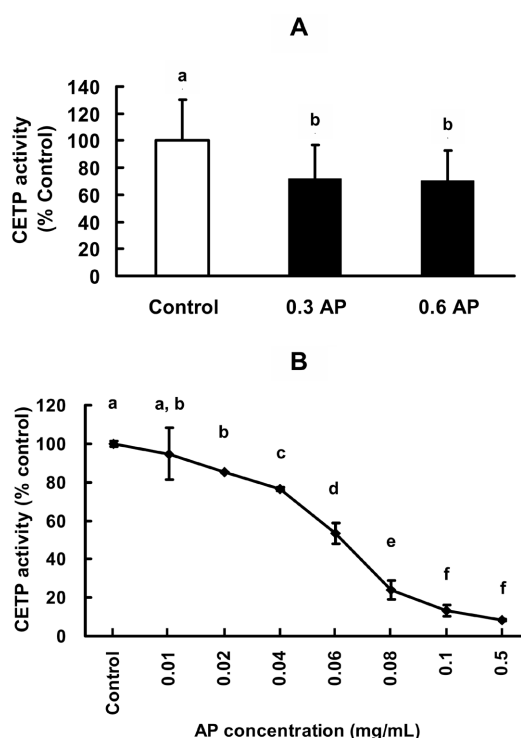 A
CETP activity
(% Control)
140
120
100
80
60
40
20
0
a
b
b
Control 0.3 AP 0.6 AP
B
CETP activity (% control)
120
100
80
60
40
20
0
a a, b b c d e f f
Control 0.01 0.02 0.04 0.06 0.08 0.1 0.5
AP concentration (mg/mL)